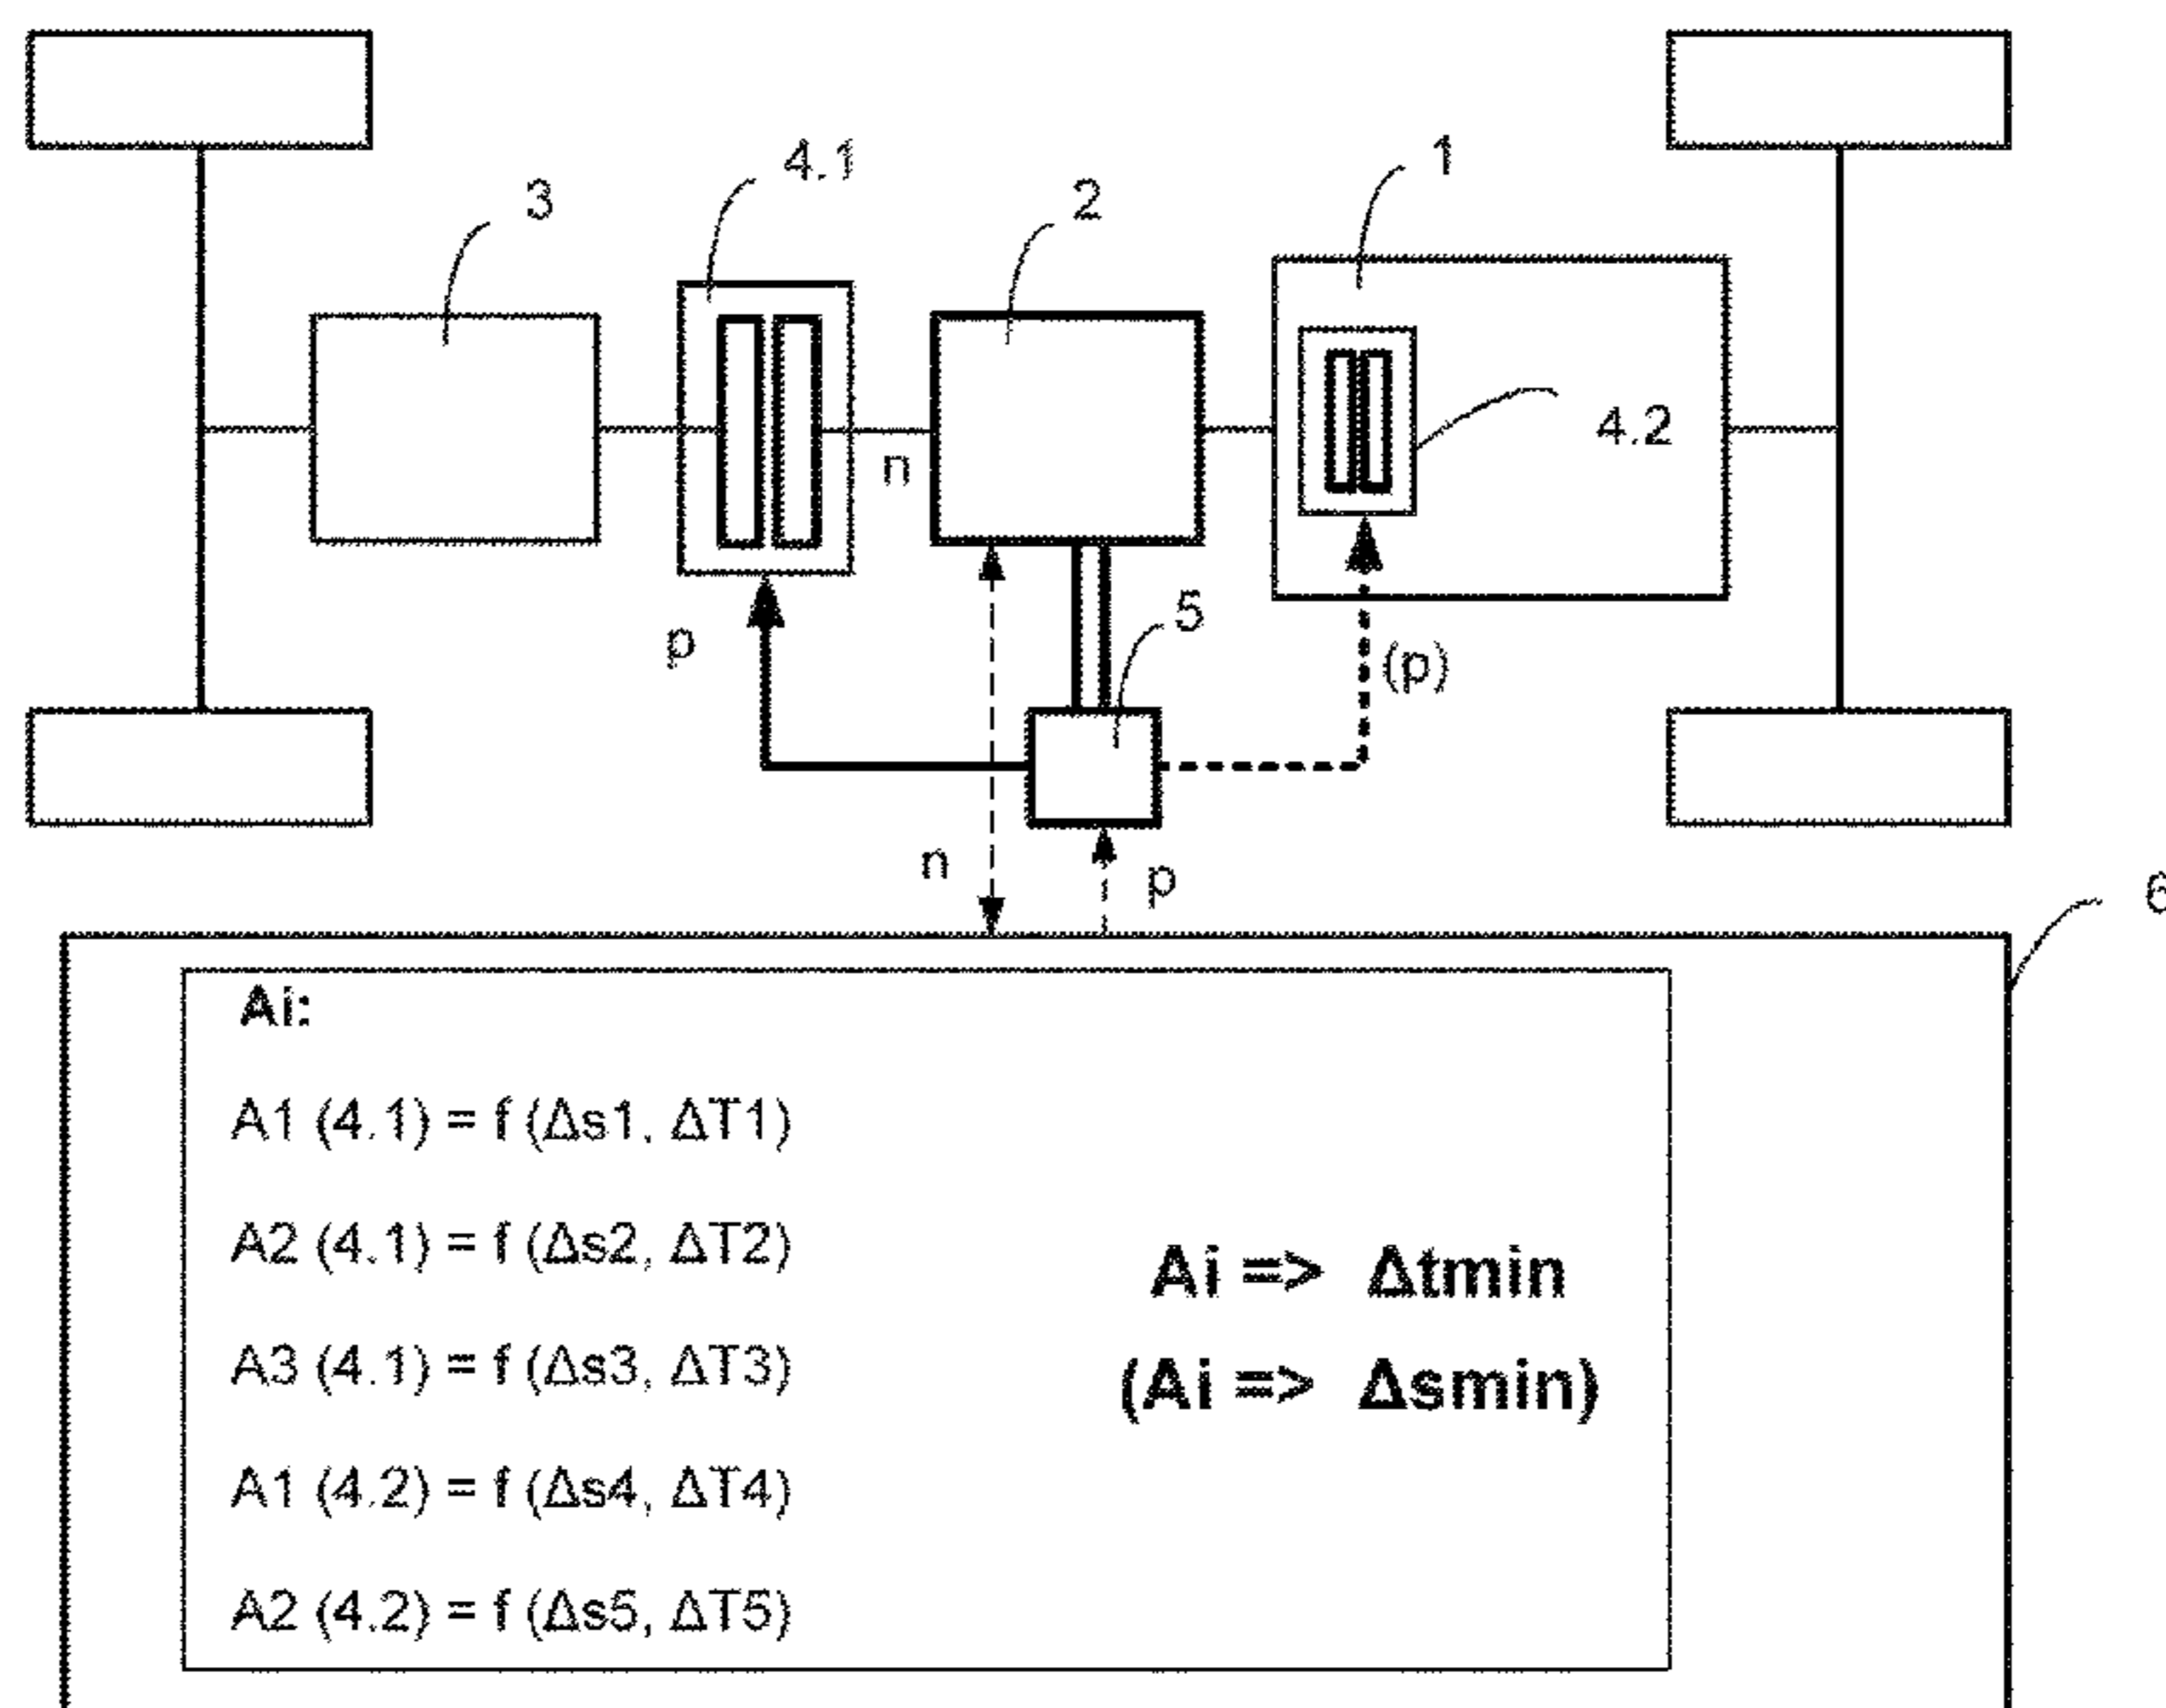 4.1
1
3
2
4.2
n
5
p
(p)
n
p
6
Ai:
A1 (4.1) = f (Δs1, ΔT1)
A2 (4.1) = f (Δs2, ΔT2)
Ai => Δtmin
A3 (4.1) = f (Δs3, ΔT3)
(Ai => Δsmin)
A1 (4.2) = f (Δs4, ΔT4)
A2 (4.2) = f (Δs5, ΔT5)